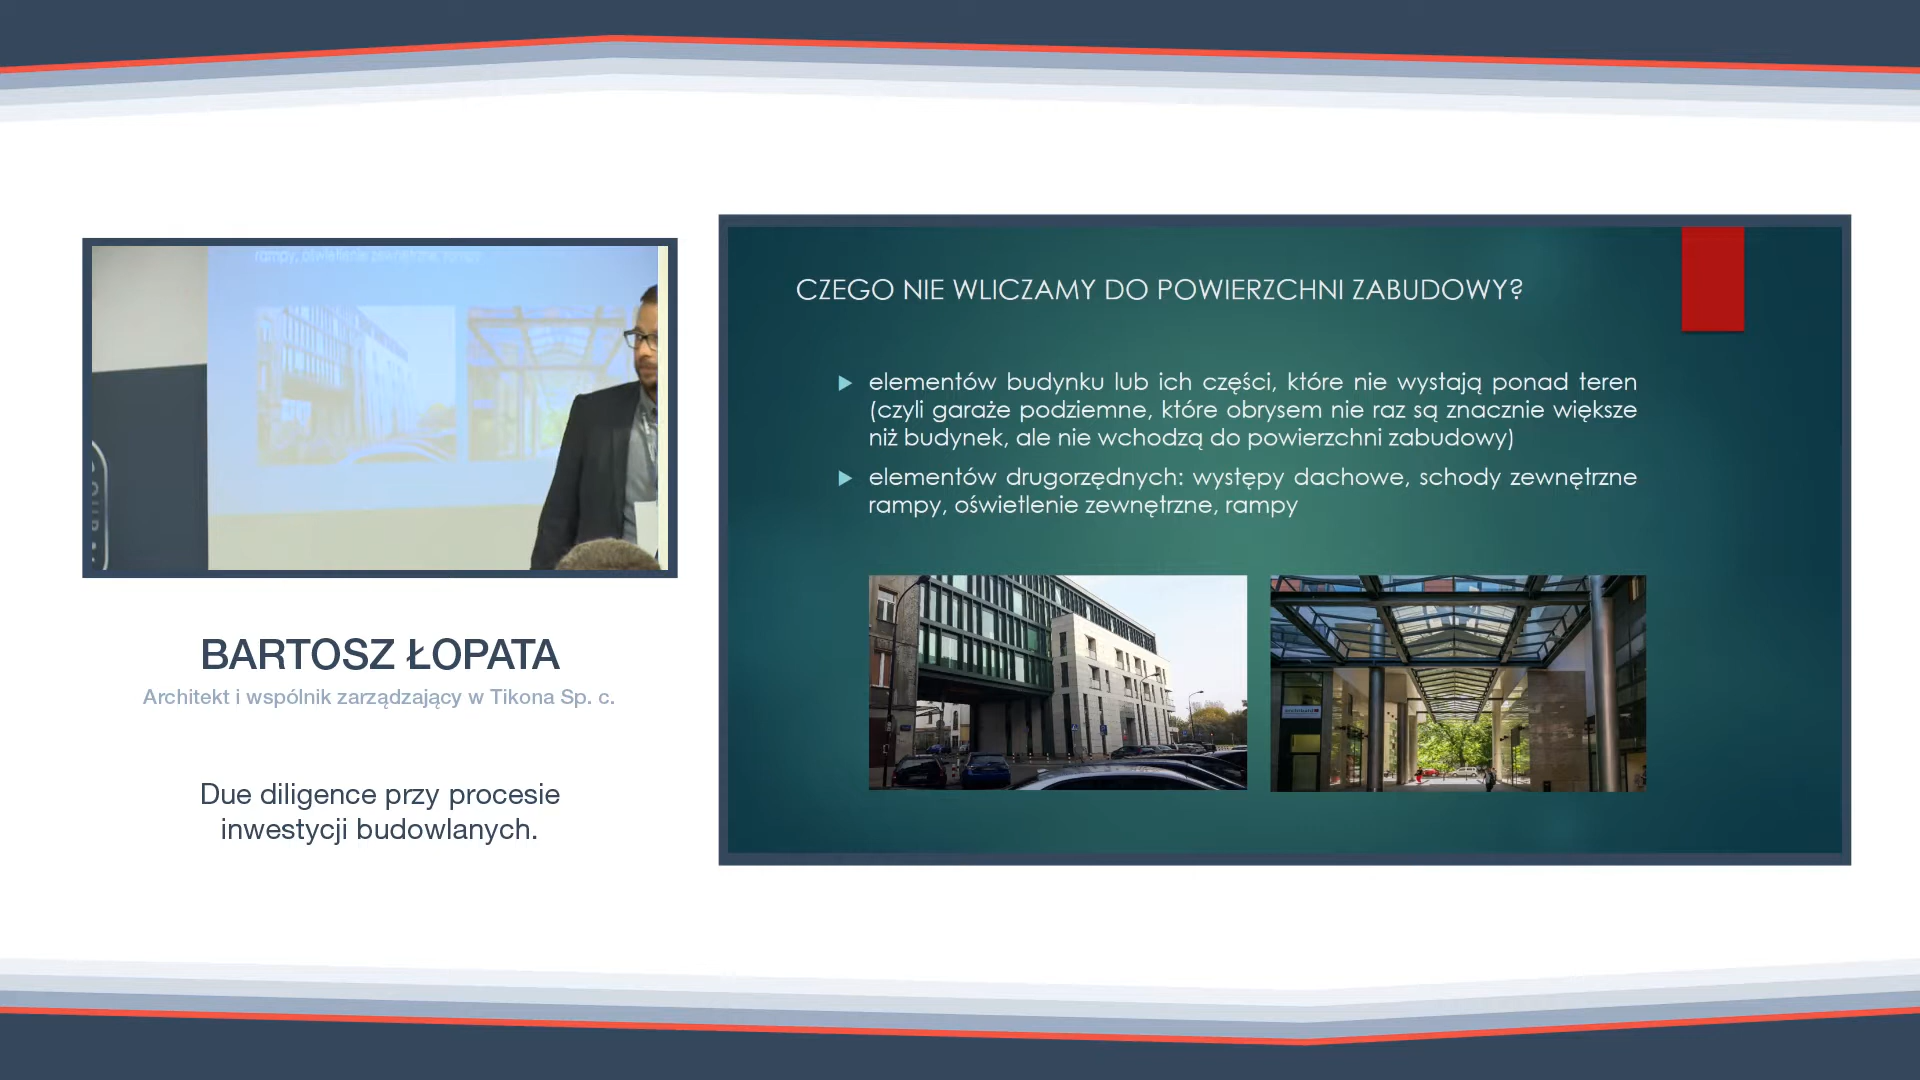 rampy, oświetlenie zewnętrzne, rampy
BARTOSZ ŁOPATA
Architekt i wspólnik zarządzający w Tikona Sp. c.
Due diligence przy procesie
inwestycji budowlanych.
CZEGO NIE WLICZAMY DO POWIERZCHNI ZABUDOWY?
elementów budynku lub ich części, które nie wystają ponad teren
(czyli garaże podziemne, które obrysem nie raz są znacznie większe
niż budynek, ale nie wchodzą do powierzchni zabudowy)
elementów drugorzędnych: występy dachowe, schody zewnętrzne
rampy, oświetlenie zewnętrzne, rampy